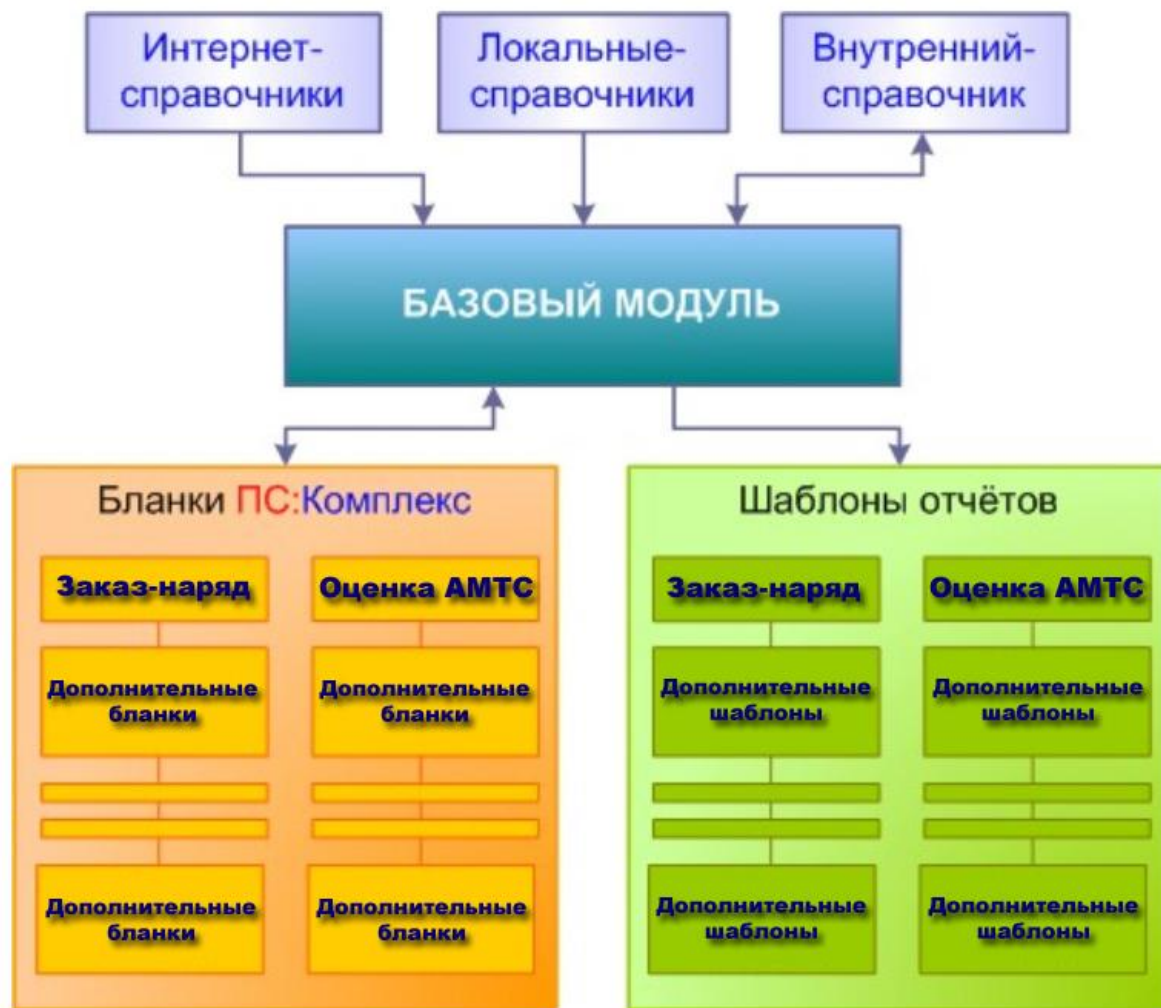 Интернет-
справочники
Локальные-
справочники
Внутренний-
справочник
БАЗОВЫЙ МОДУЛЬ
Бланки ПС:Комплекс
Заказ-наряд
Оценка АМТС
Дополнительные
бланки
Дополнительные
бланки
Дополнительные
бланки
Дополнительные
бланки
Шаблоны отчётов
Заказ-наряд
Оценка АМТС
Дополнительные
шаблоны
Дополнительные
шаблоны
Дополнительные
шаблоны
Дополнительные
шаблоны